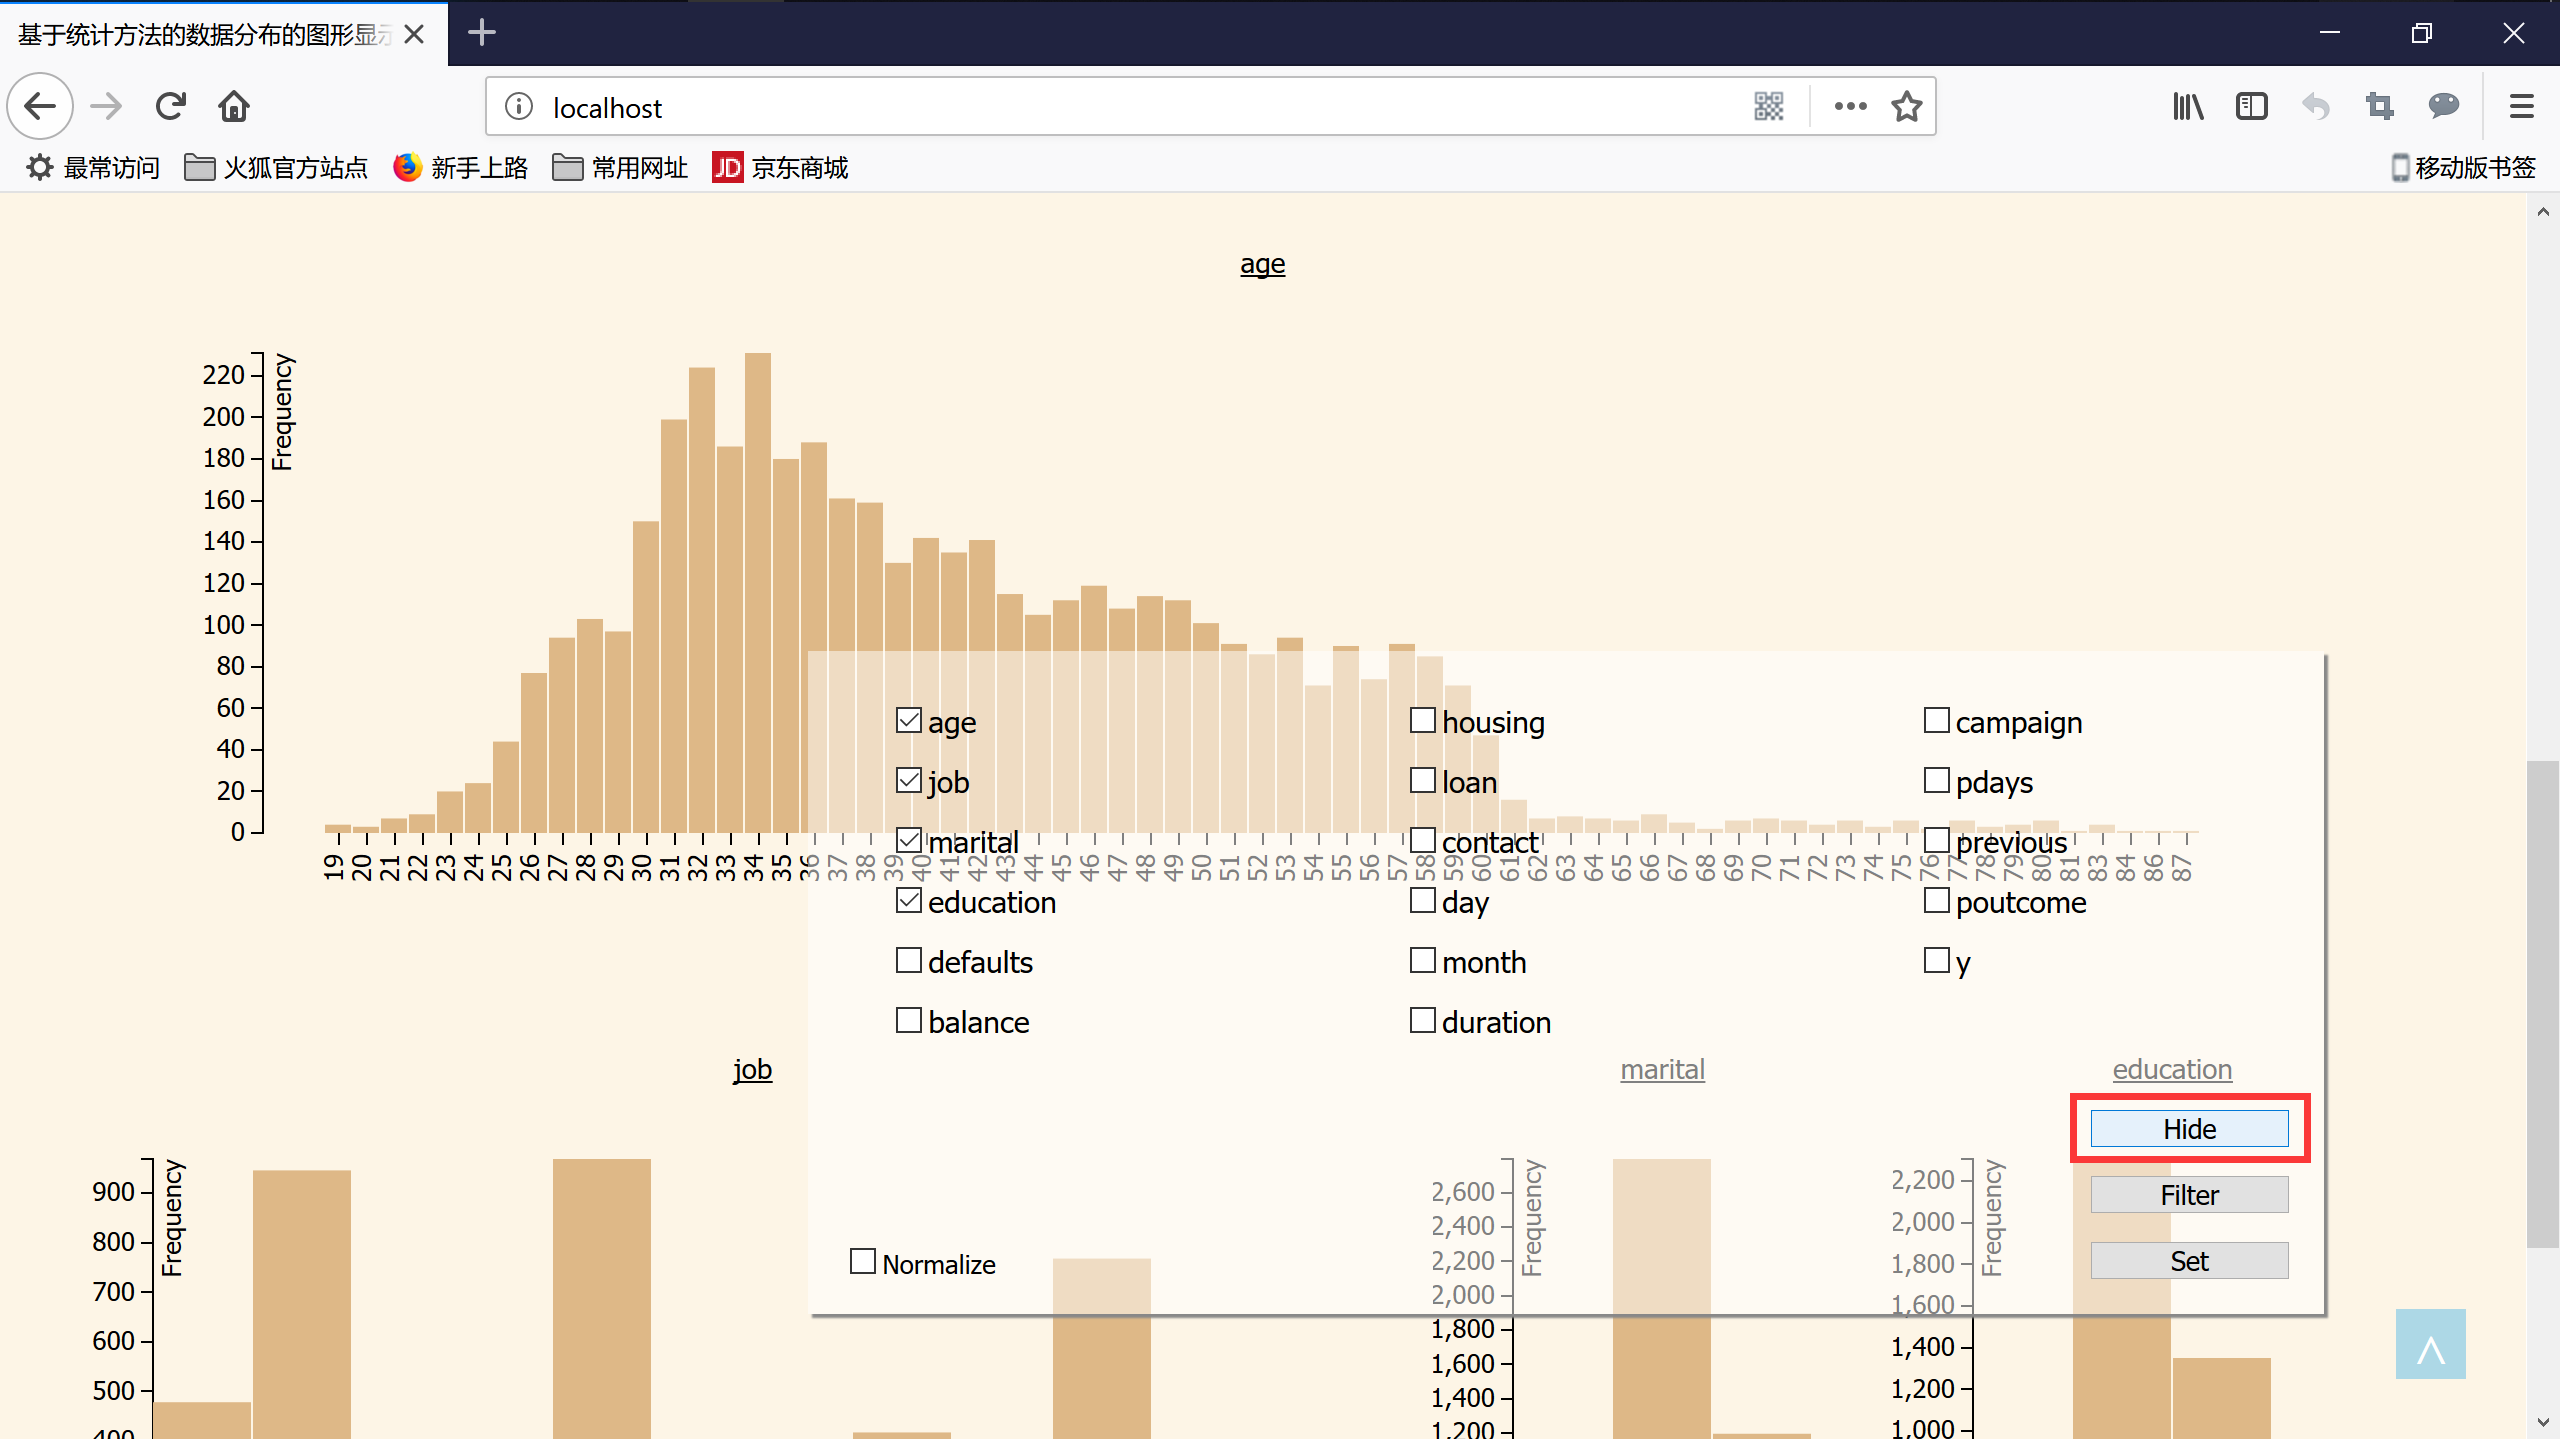 基于统计方法的数据分布的图形显示
localhost
最常访问 火狐官方站点 新手上路 常用网址 JD 京东商城 移动版书签
age
Frequency
220
200
180
160
140
120
100
80
60
40
20
0
19 20 21 22 23 24 25 26 27 28 29 30 31 32 33 34 35 36 37 38 39 40 41 42 43 44 45 46 47 48 49 50 51 52 53 54 55 56 57 58 59 60 61 62 63 64 65 66 67 68 69 70 71 72 73 74 75 76 77 78 79 80 81 83 84 86 87
age housing campaign
job loan pdays
marital contact previous
education day poutcome
defaults month y
balance duration
Normalize
Hide
Filter
Set
job
Frequency
900
800
700
600
500
400
marital
Frequency
2,600
2,400
2,200
2,000
1,800
1,600
1,400
1,200
education
Frequency
2,200
2,000
1,800
1,600
1,400
1,200
1,000